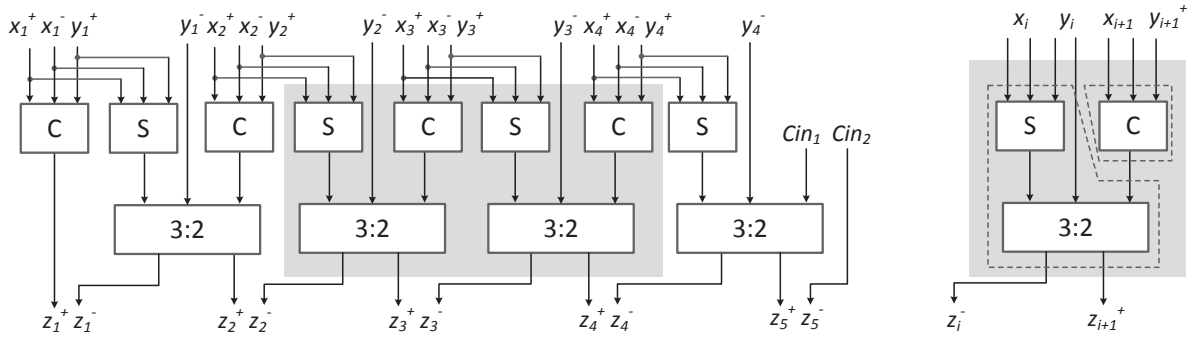 x₁⁺ x₁⁻ y₁⁺ y₁⁻ x₂⁺ x₂⁻ y₂⁺ y₂⁻ x₃⁺ x₃⁻ y₃⁺ y₃⁻ x₄⁺ x₄⁻ y₄⁺ y₄⁻ xᵢ yᵢ xᵢ₊₁ yᵢ₊₁⁺
C S C S C S C S S C
Cin₁ Cin₂
3:2 3:2 3:2 3:2 3:2
z₁⁺ z₁⁻ z₂⁺ z₂⁻ z₃⁺ z₃⁻ z₄⁺ z₄⁻ z₅⁺ z₅⁻ zᵢ⁻ zᵢ₊₁⁺